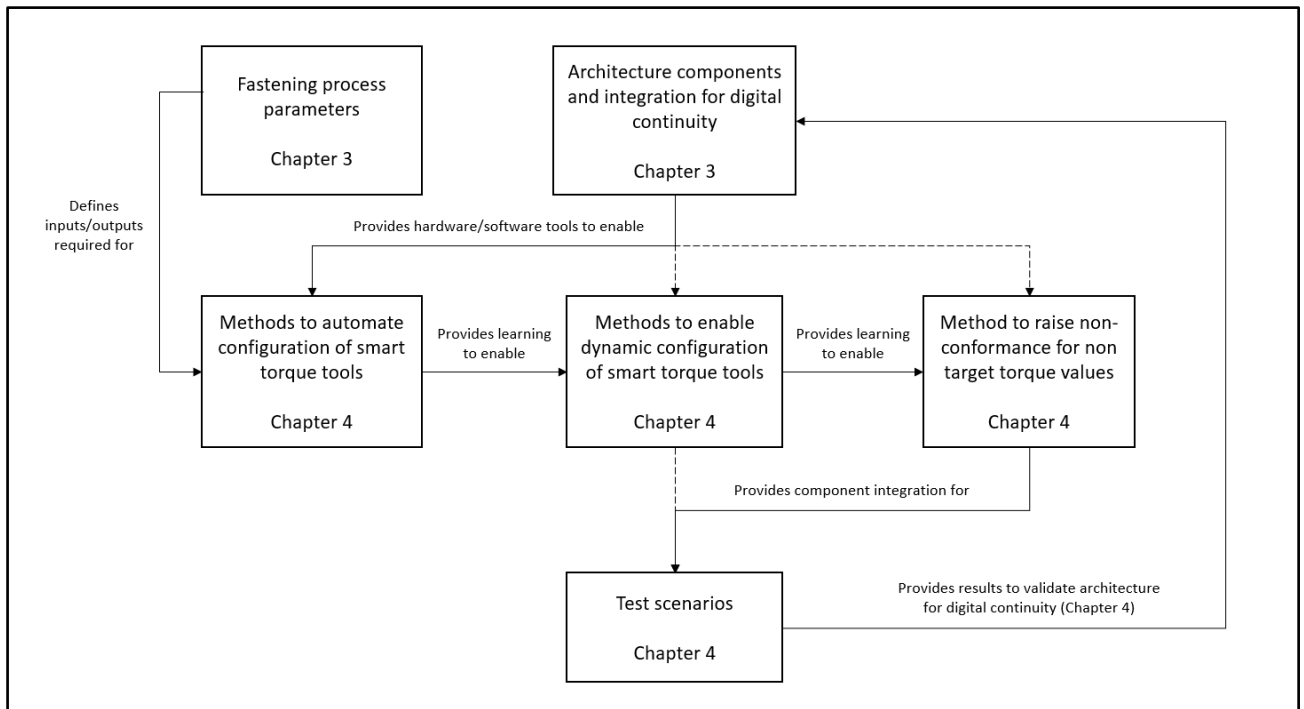 Fastening process
parameters
Chapter 3
Architecture components
and integration for digital
continuity
Chapter 3
Defines
inputs/outputs
required for
Provides hardware/software tools to enable
Methods to automate
configuration of smart
torque tools
Chapter 4
Provides learning
to enable
Methods to enable
dynamic configuration
of smart torque tools
Chapter 4
Provides learning
to enable
Method to raise non-
conformance for non
target torque values
Chapter 4
Provides component integration for
Test scenarios
Chapter 4
Provides results to validate architecture
for digital continuity (Chapter 4)